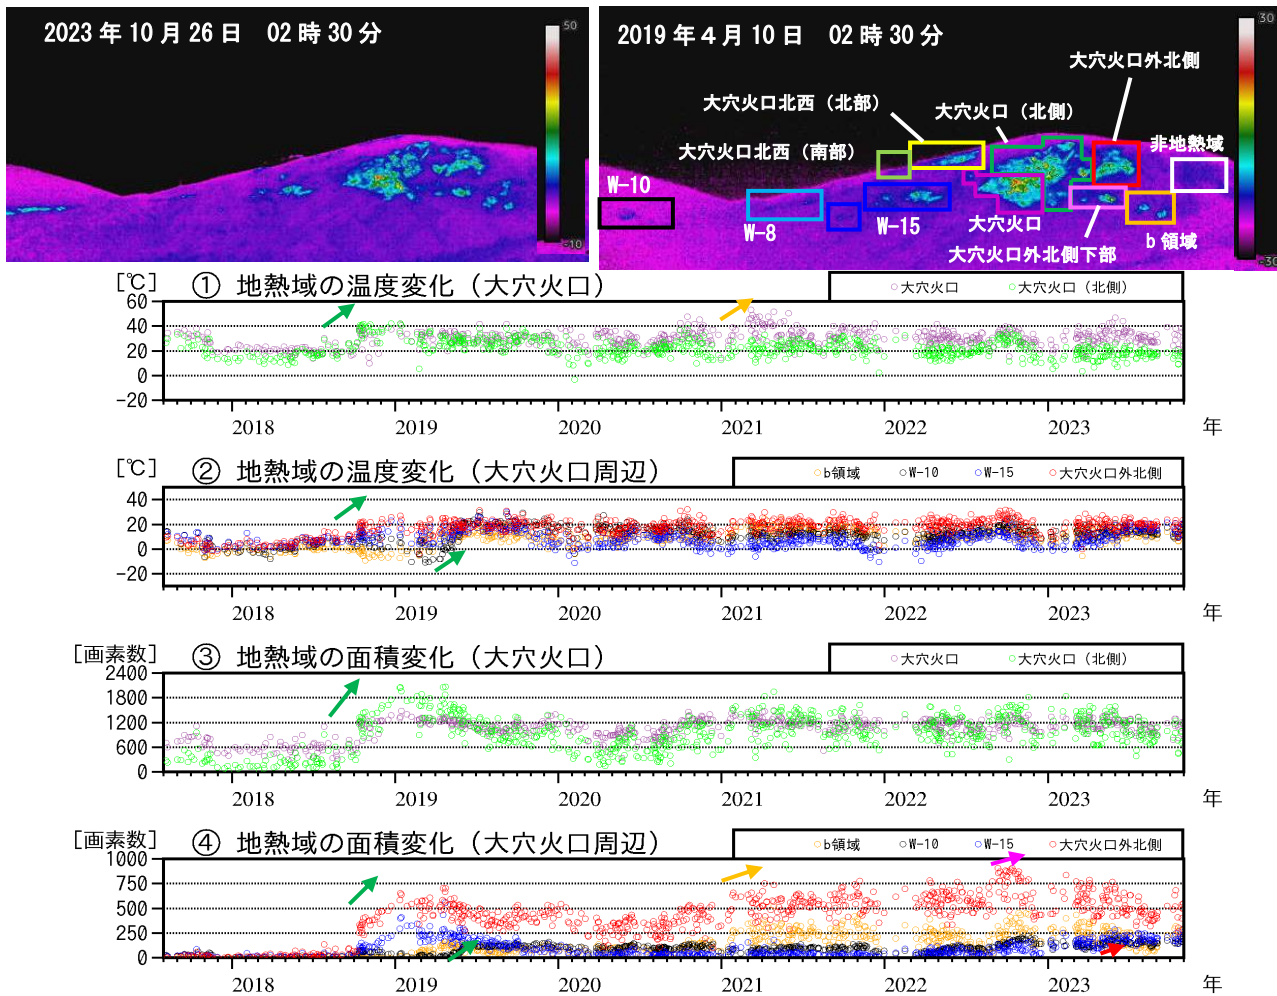 2023年10月26日　02時30分
50
-10
2019年4月10日　02時30分
30
-30
大穴火口外北側
大穴火口北西（北部）
大穴火口（北側）
大穴火口北西（南部）
非地熱域
W-10
W-8
W-15
大穴火口
b領域
大穴火口外北側下部
[℃]
① 地熱域の温度変化（大穴火口）
大穴火口　大穴火口（北側）
60
40
20
0
-20
2018 2019 2020 2021 2022 2023 年
[℃]
② 地熱域の温度変化（大穴火口周辺）
b領域　W-10　W-15　大穴火口外北側
40
20
0
-20
2018 2019 2020 2021 2022 2023 年
[画素数]
③ 地熱域の面積変化（大穴火口）
大穴火口　大穴火口（北側）
2400
1800
1200
600
0
2018 2019 2020 2021 2022 2023 年
[画素数]
④ 地熱域の面積変化（大穴火口周辺）
b領域　W-10　W-15　大穴火口外北側
1000
750
500
250
0
2018 2019 2020 2021 2022 2023 年